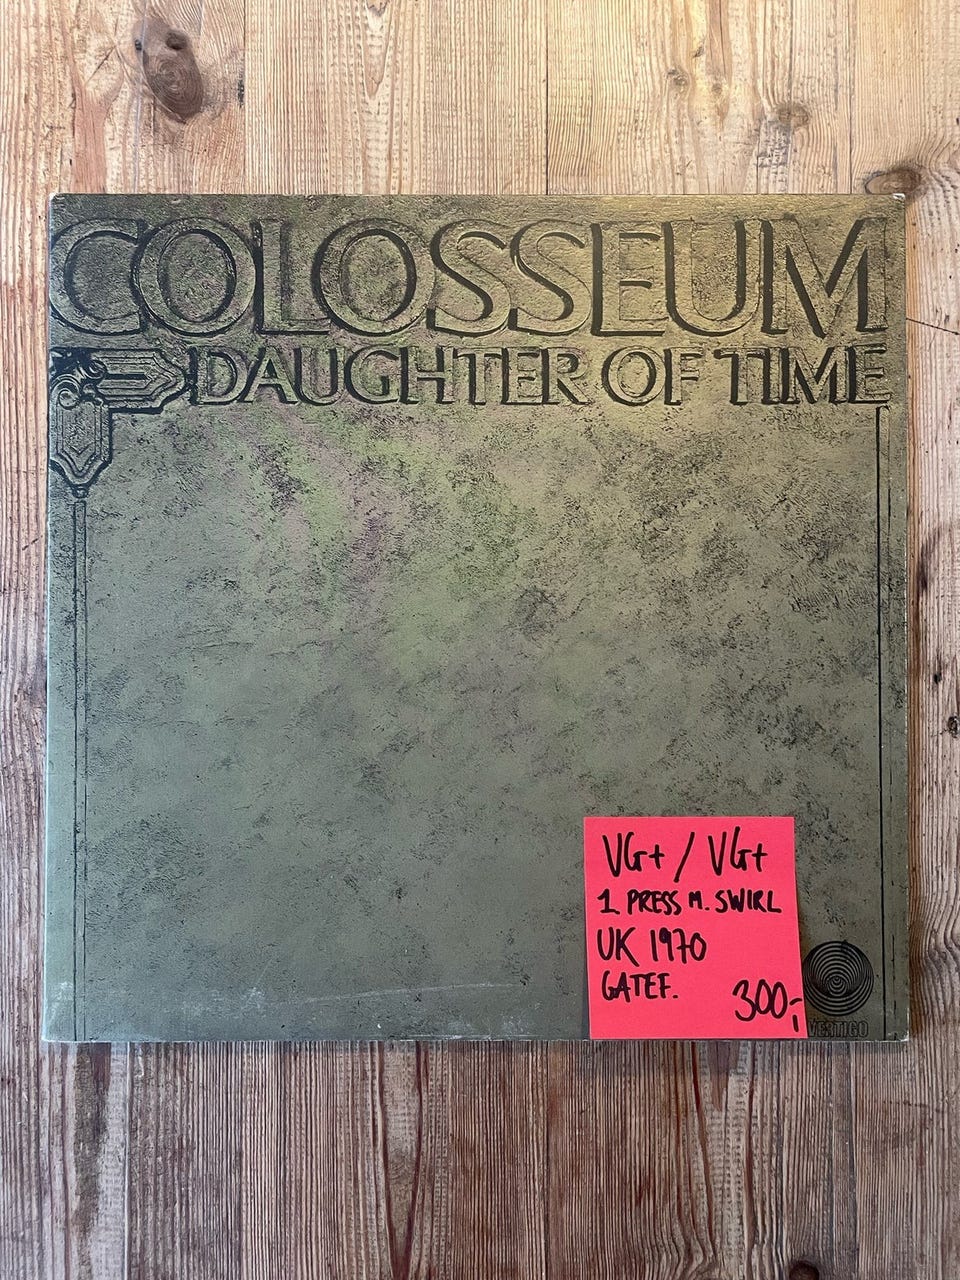 COLOSSEUM
DAUGHTER OF TIME
VG+ / VG+
1 PRESS M. SWIRL
UK 1970
GATEF.
300,-
VERTIGO